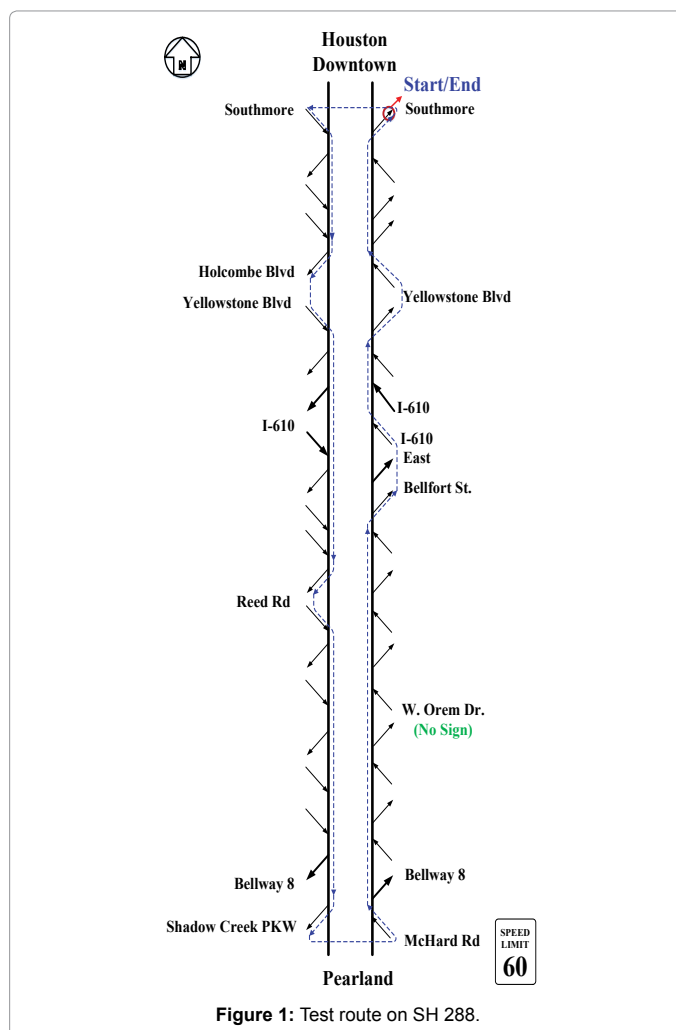 Houston
Downtown
N
Start/End
Southmore
Southmore
Holcombe Blvd
Yellowstone Blvd
Yellowstone Blvd
I-610
I-610
I-610
East
Bellfort St.
Reed Rd
W. Orem Dr.
(No Sign)
Bellway 8
Bellway 8
Shadow Creek PKW
McHard Rd
SPEED
LIMIT
60
Pearland
Figure 1: Test route on SH 288.